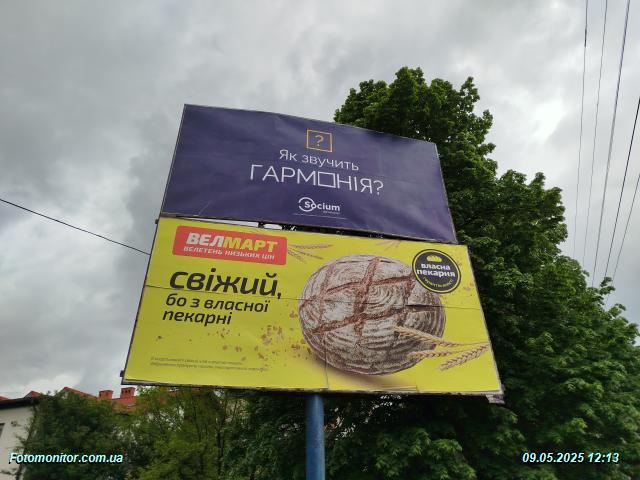 ?
Як звучить
ГАРМОНІЯ?
Socium
ВЕЛМАРТ
ВЕЛЕТЕНЬ НИЗЬКИХ ЦІН
свіжий,
бо з власної
пекарні
власна
пекарня
Fotomonitor.com.ua
09.05.2025 12:13